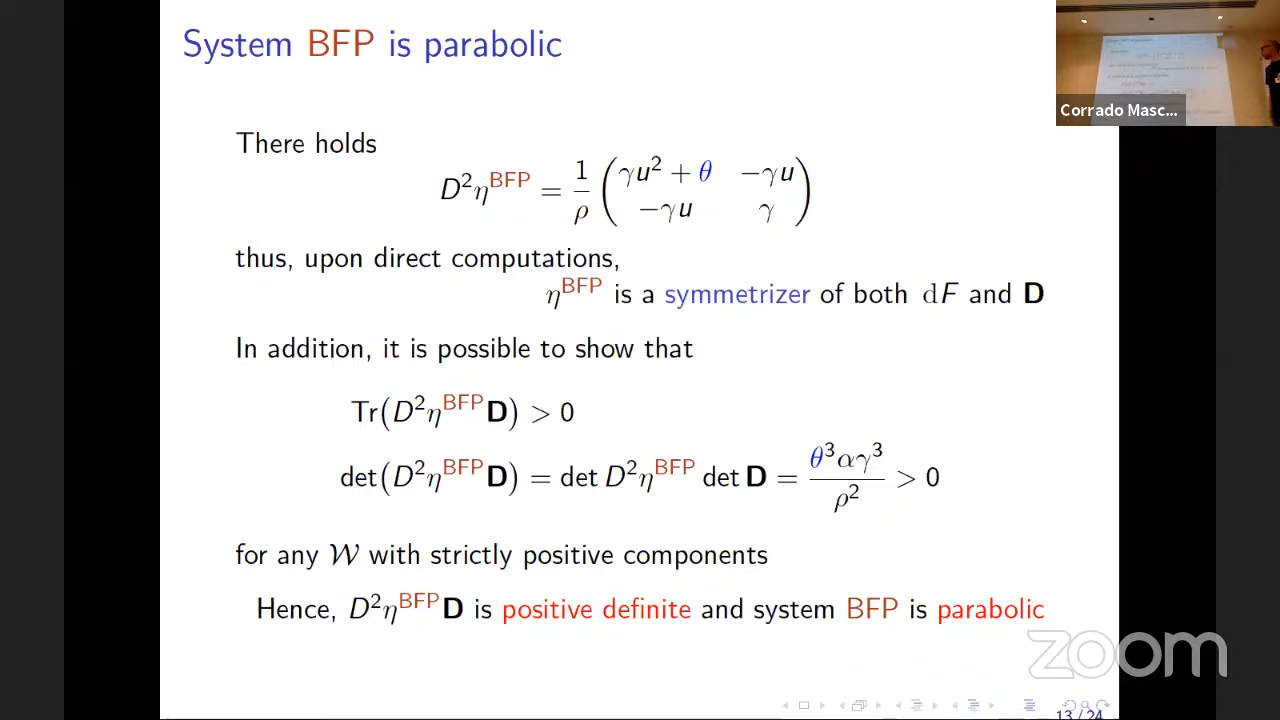 System BFP is parabolic
Corrado Masc...
There holds
D²η^BFP = 1/ρ ( γu² + θ −γu
−γu γ )
thus, upon direct computations,
η^BFP is a symmetrizer of both dF and D
In addition, it is possible to show that
Tr(D²η^BFP D) > 0
det(D²η^BFP D) = det D²η^BFP det D = θ³αγ³/ρ² > 0
for any W with strictly positive components
Hence, D²η^BFP D is positive definite and system BFP is parabolic
zoom
13 / 24